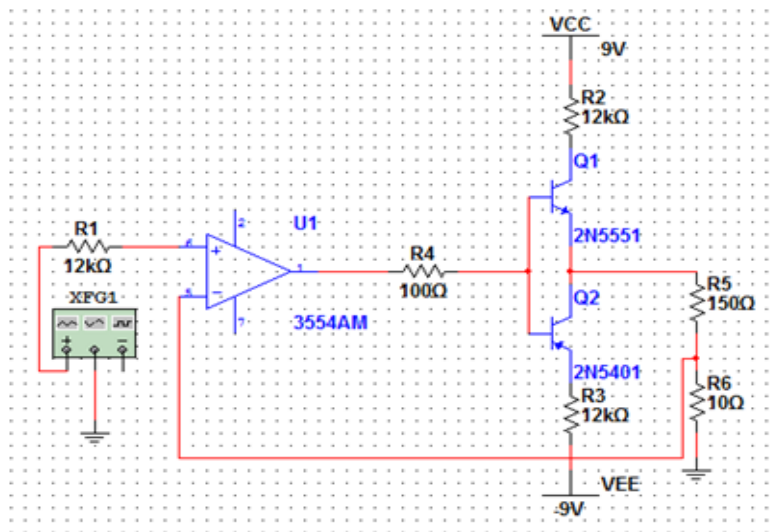 VCC
9V
R2
12kΩ
Q1
2N5551
R1
12kΩ
XFG1
+
−
2
U1
6
+
5
−
1
7
3554AM
R4
100Ω
Q2
2N5401
R5
150Ω
R6
10Ω
R3
12kΩ
VEE
-9V